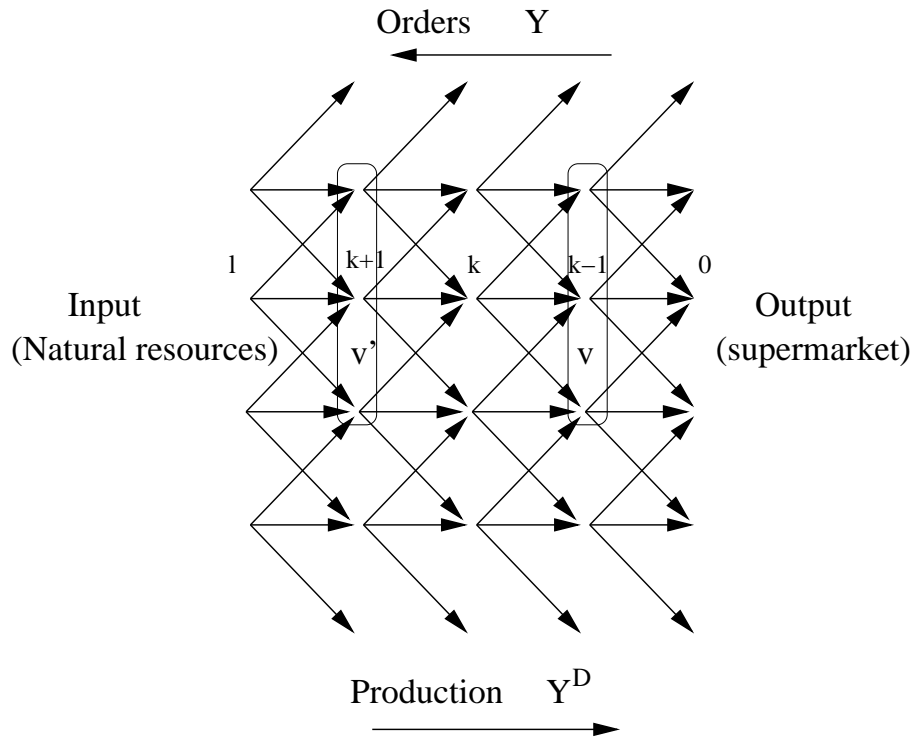 Orders Y
l k+1 k k−1 0
Input Output
(Natural resources) v’ v (supermarket)
Production Y^D